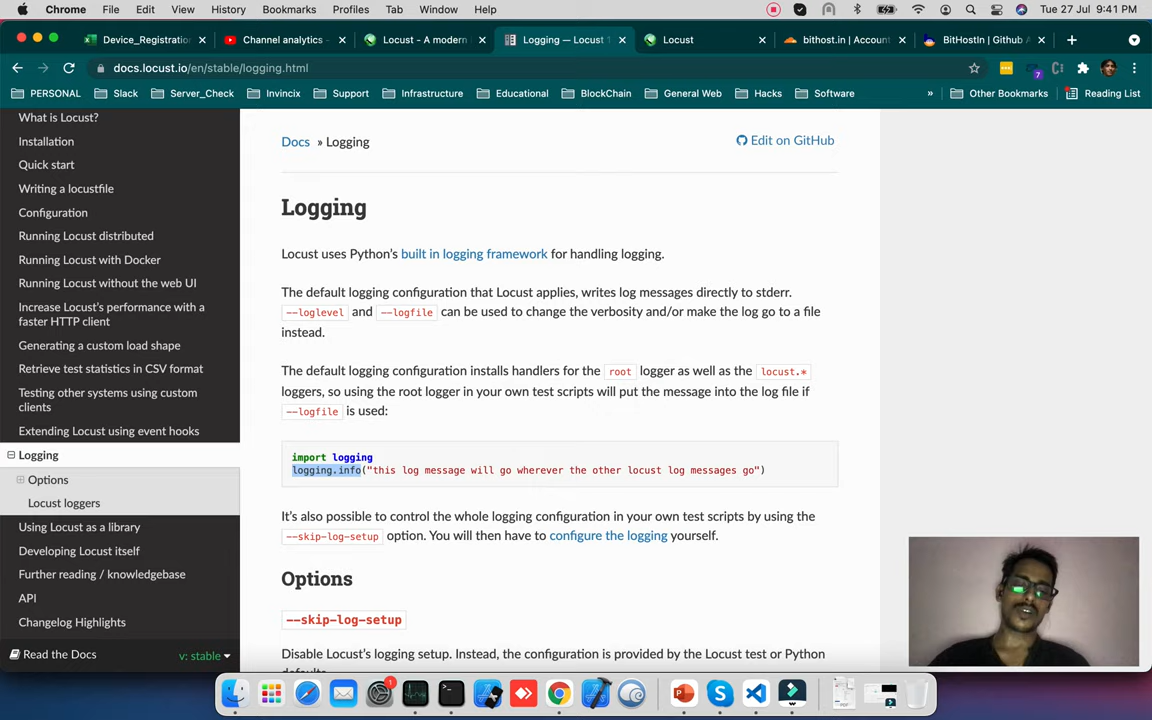 Chrome File Edit View History Bookmarks Profiles Tab Window Help Tue 27 Jul 9:41 PM
Device_Registration Channel analytics - Locust - A modern Logging — Locust 1 Locust bithost.in | Account BitHostIn | Github A
docs.locust.io/en/stable/logging.html 7
PERSONAL Slack Server_Check Invincix Support Infrastructure Educational BlockChain General Web Hacks Software » Other Bookmarks Reading List
What is Locust?
Installation
Quick start
Writing a locustfile
Configuration
Running Locust distributed
Running Locust with Docker
Running Locust without the web UI
Increase Locust's performance with a
faster HTTP client
Generating a custom load shape
Retrieve test statistics in CSV format
Testing other systems using custom
clients
Extending Locust using event hooks
Logging
Options
Locust loggers
Using Locust as a library
Developing Locust itself
Further reading / knowledgebase
API
Changelog Highlights
Read the Docs v: stable
Docs » Logging Edit on GitHub
Logging
Locust uses Python's built in logging framework for handling logging.
The default logging configuration that Locust applies, writes log messages directly to stderr.
--loglevel and --logfile can be used to change the verbosity and/or make the log go to a file
instead.
The default logging configuration installs handlers for the root logger as well as the locust.*
loggers, so using the root logger in your own test scripts will put the message into the log file if
--logfile is used:
import logging
logging.info("this log message will go wherever the other locust log messages go")
It's also possible to control the whole logging configuration in your own test scripts by using the
--skip-log-setup option. You will then have to configure the logging yourself.
Options
--skip-log-setup
Disable Locust's logging setup. Instead, the configuration is provided by the Locust test or Python
defaults.
1